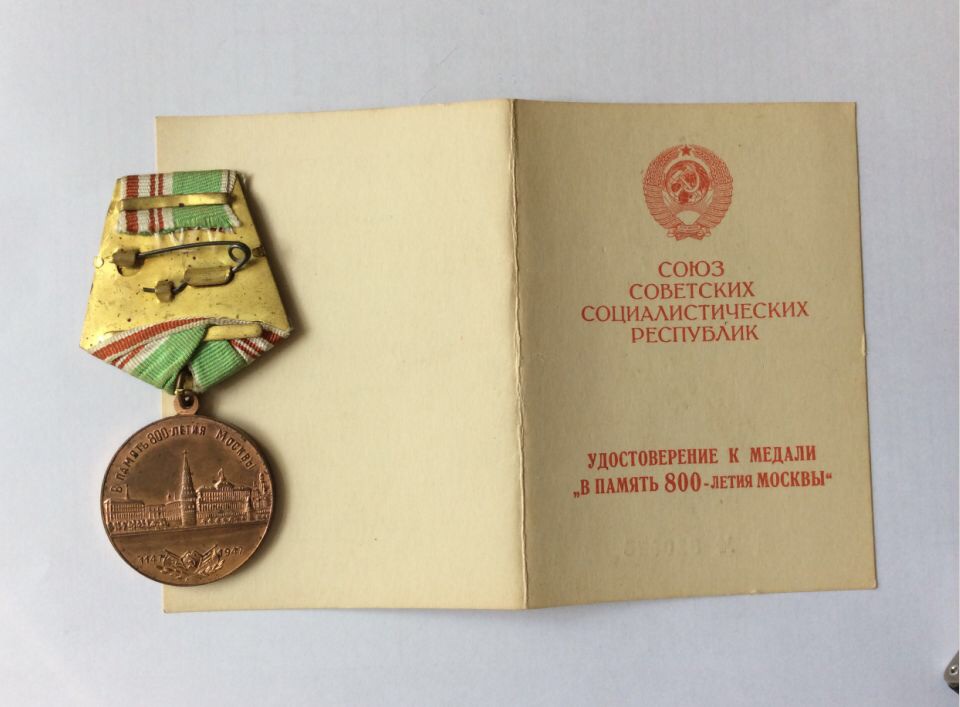 В ПАМЯТЬ 800-ЛЕТИЯ МОСКВЫ
1147 1947
СОЮЗ
СОВЕТСКИХ
СОЦИАЛИСТИЧЕСКИХ
РЕСПУБЛИК
УДОСТОВЕРЕНИЕ К МЕДАЛИ
„В ПАМЯТЬ 800-ЛЕТИЯ МОСКВЫ“